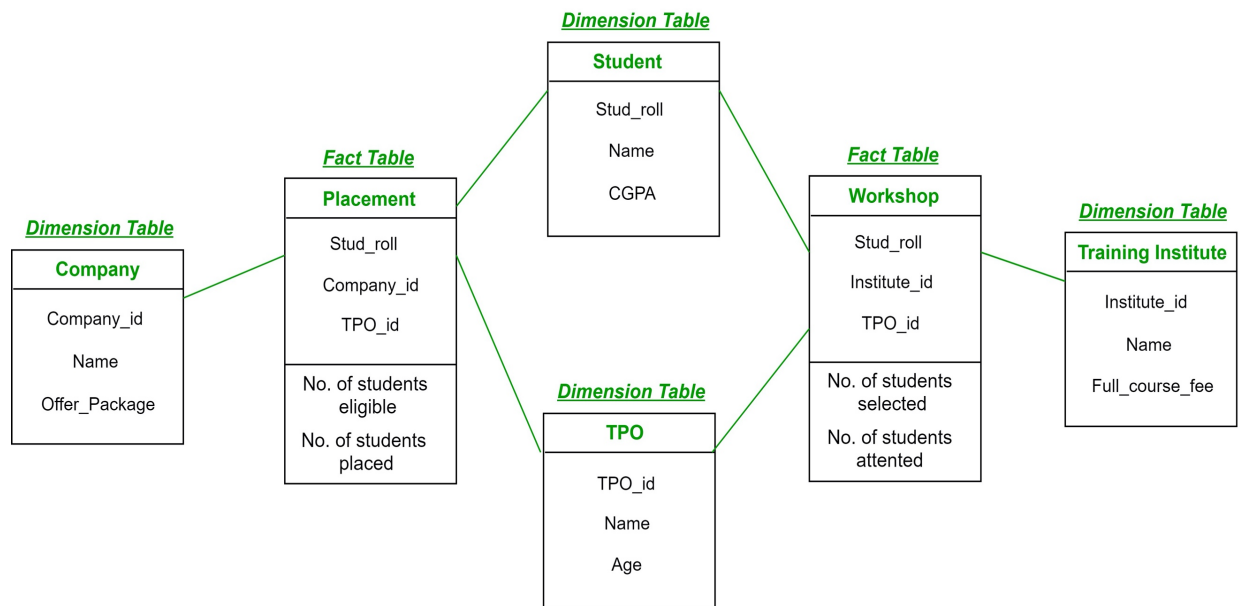 Dimension Table
Student
Stud_roll
Name
CGPA
Fact Table
Placement
Stud_roll
Company_id
TPO_id
No. of students
eligible
No. of students
placed
Fact Table
Workshop
Stud_roll
Institute_id
TPO_id
No. of students
selected
No. of students
attented
Dimension Table
Company
Company_id
Name
Offer_Package
Dimension Table
Training Institute
Institute_id
Name
Full_course_fee
Dimension Table
TPO
TPO_id
Name
Age